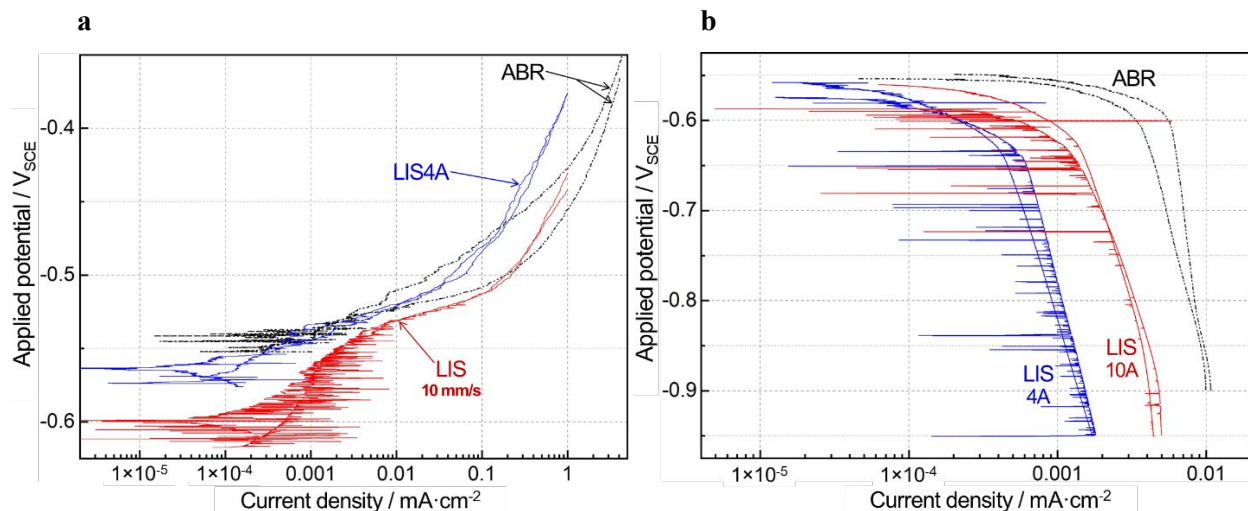 a
ABR
-0.4
LIS4A
-0.5
LIS
10 mm/s
-0.6
Applied potential / V_SCE
1×10⁻⁵
1×10⁻⁴
0.001
0.01
0.1
1
Current density / mA·cm⁻²
b
ABR
-0.6
-0.7
-0.8
LIS
4A
LIS
10A
-0.9
Applied potential / V_SCE
1×10⁻⁵
1×10⁻⁴
0.001
0.01
Current density / mA·cm⁻²